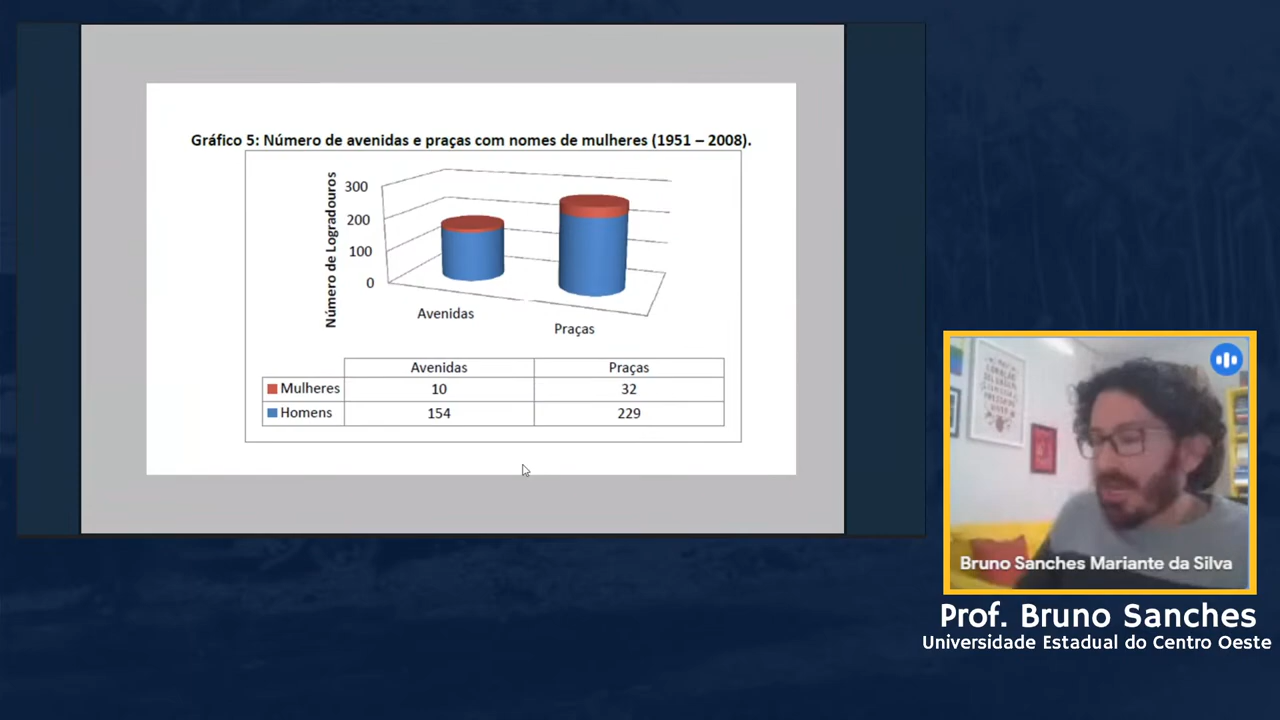 Gráfico 5: Número de avenidas e praças com nomes de mulheres (1951 – 2008).
Número de Logradouros
300
200
100
0
Avenidas
Praças
Avenidas Praças
Mulheres 10 32
Homens 154 229
Bruno Sanches Mariante da Silva
Prof. Bruno Sanches
Universidade Estadual do Centro Oeste